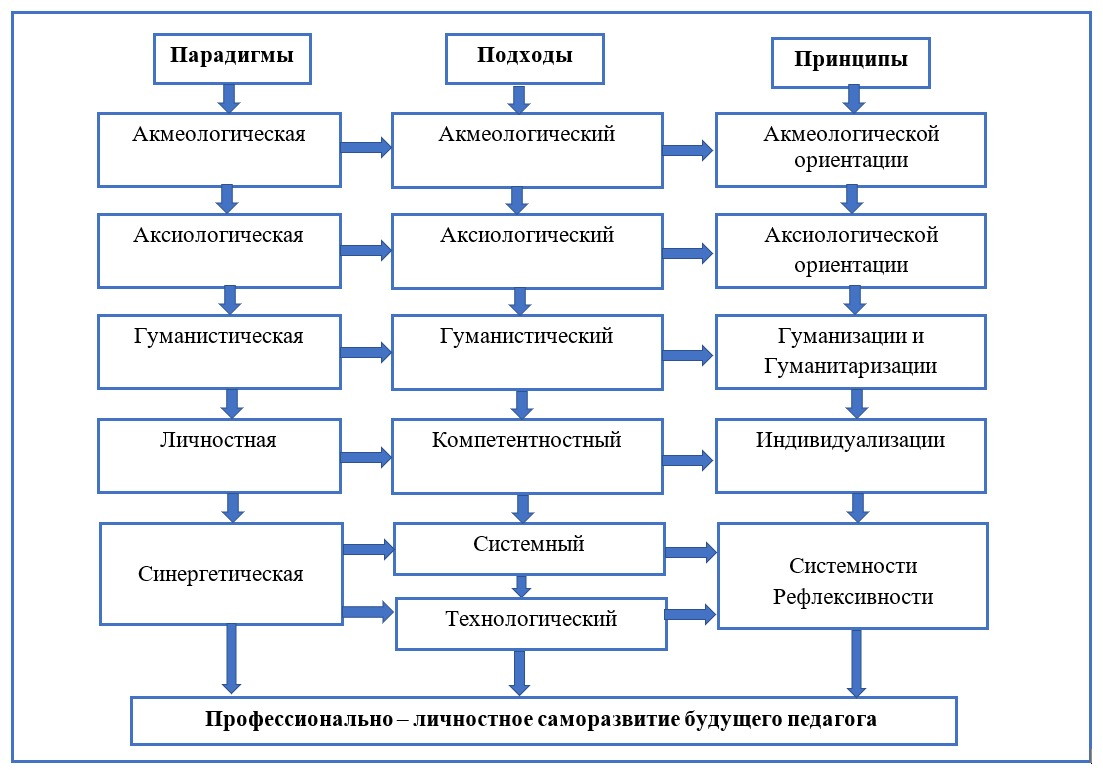 Парадигмы
Подходы
Принципы
Акмеологическая
Акмеологический
Акмеологической
ориентации
Аксиологическая
Аксиологический
Аксиологической
ориентации
Гуманистическая
Гуманистический
Гуманизации и
Гуманитаризации
Личностная
Компетентностный
Индивидуализации
Синергетическая
Системный
Технологический
Системности
Рефлексивности
Профессионально – личностное саморазвитие будущего педагога